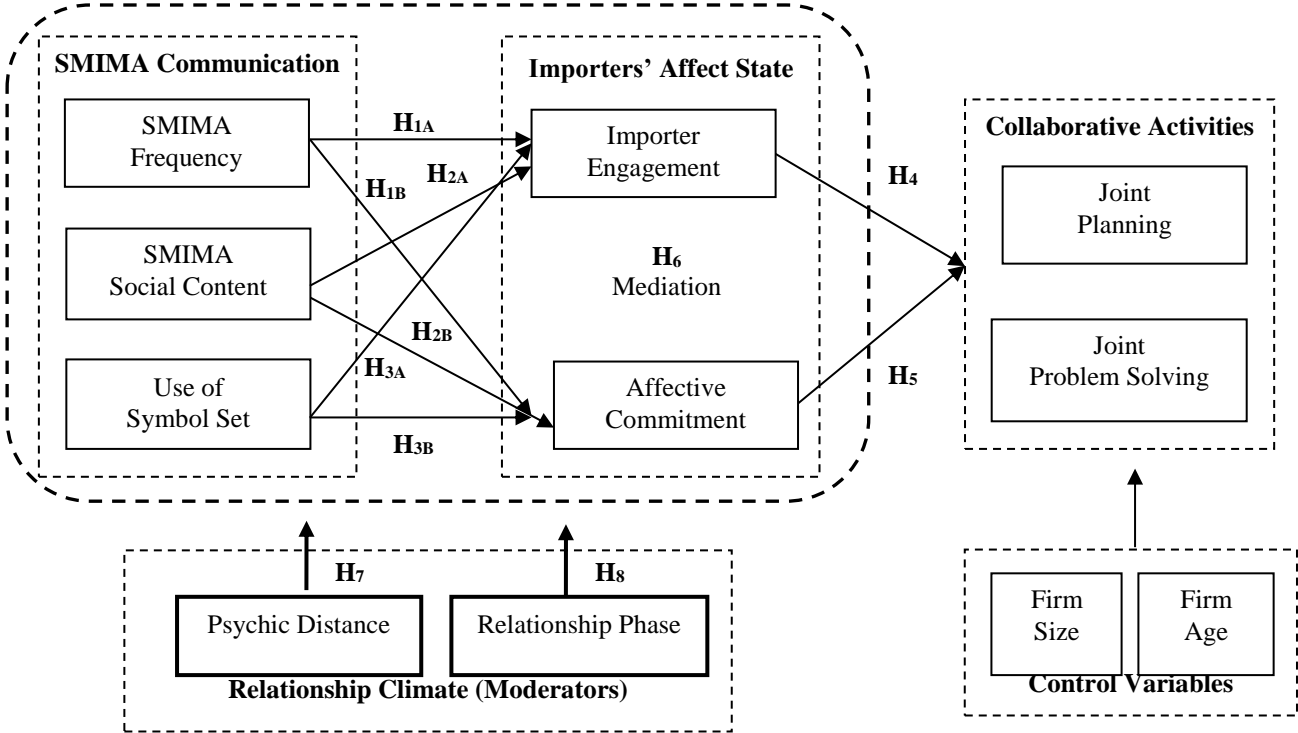 SMIMA Communication
SMIMA
Frequency
SMIMA
Social Content
Use of
Symbol Set
H1A
H1B
H2A
H2B
H3A
H3B
Importers' Affect State
Importer
Engagement
H6
Mediation
Affective
Commitment
H4
H5
Collaborative Activities
Joint
Planning
Joint
Problem Solving
H7
H8
Psychic Distance
Relationship Phase
Relationship Climate (Moderators)
Firm
Size
Firm
Age
Control Variables